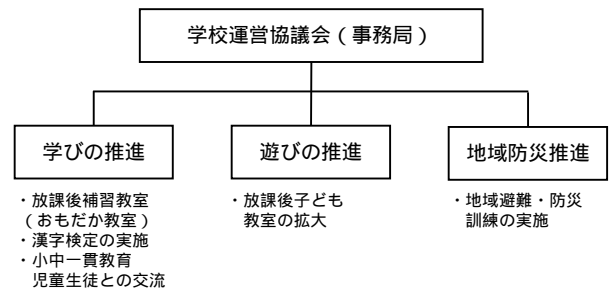 学校運営協議会（事務局）
学びの推進
遊びの推進
地域防災推進
・放課後補習教室
（おもだか教室）
・漢字検定の実施
・小中一貫教育
児童生徒との交流
・放課後子ども
教室の拡大
・地域避難・防災
訓練の実施